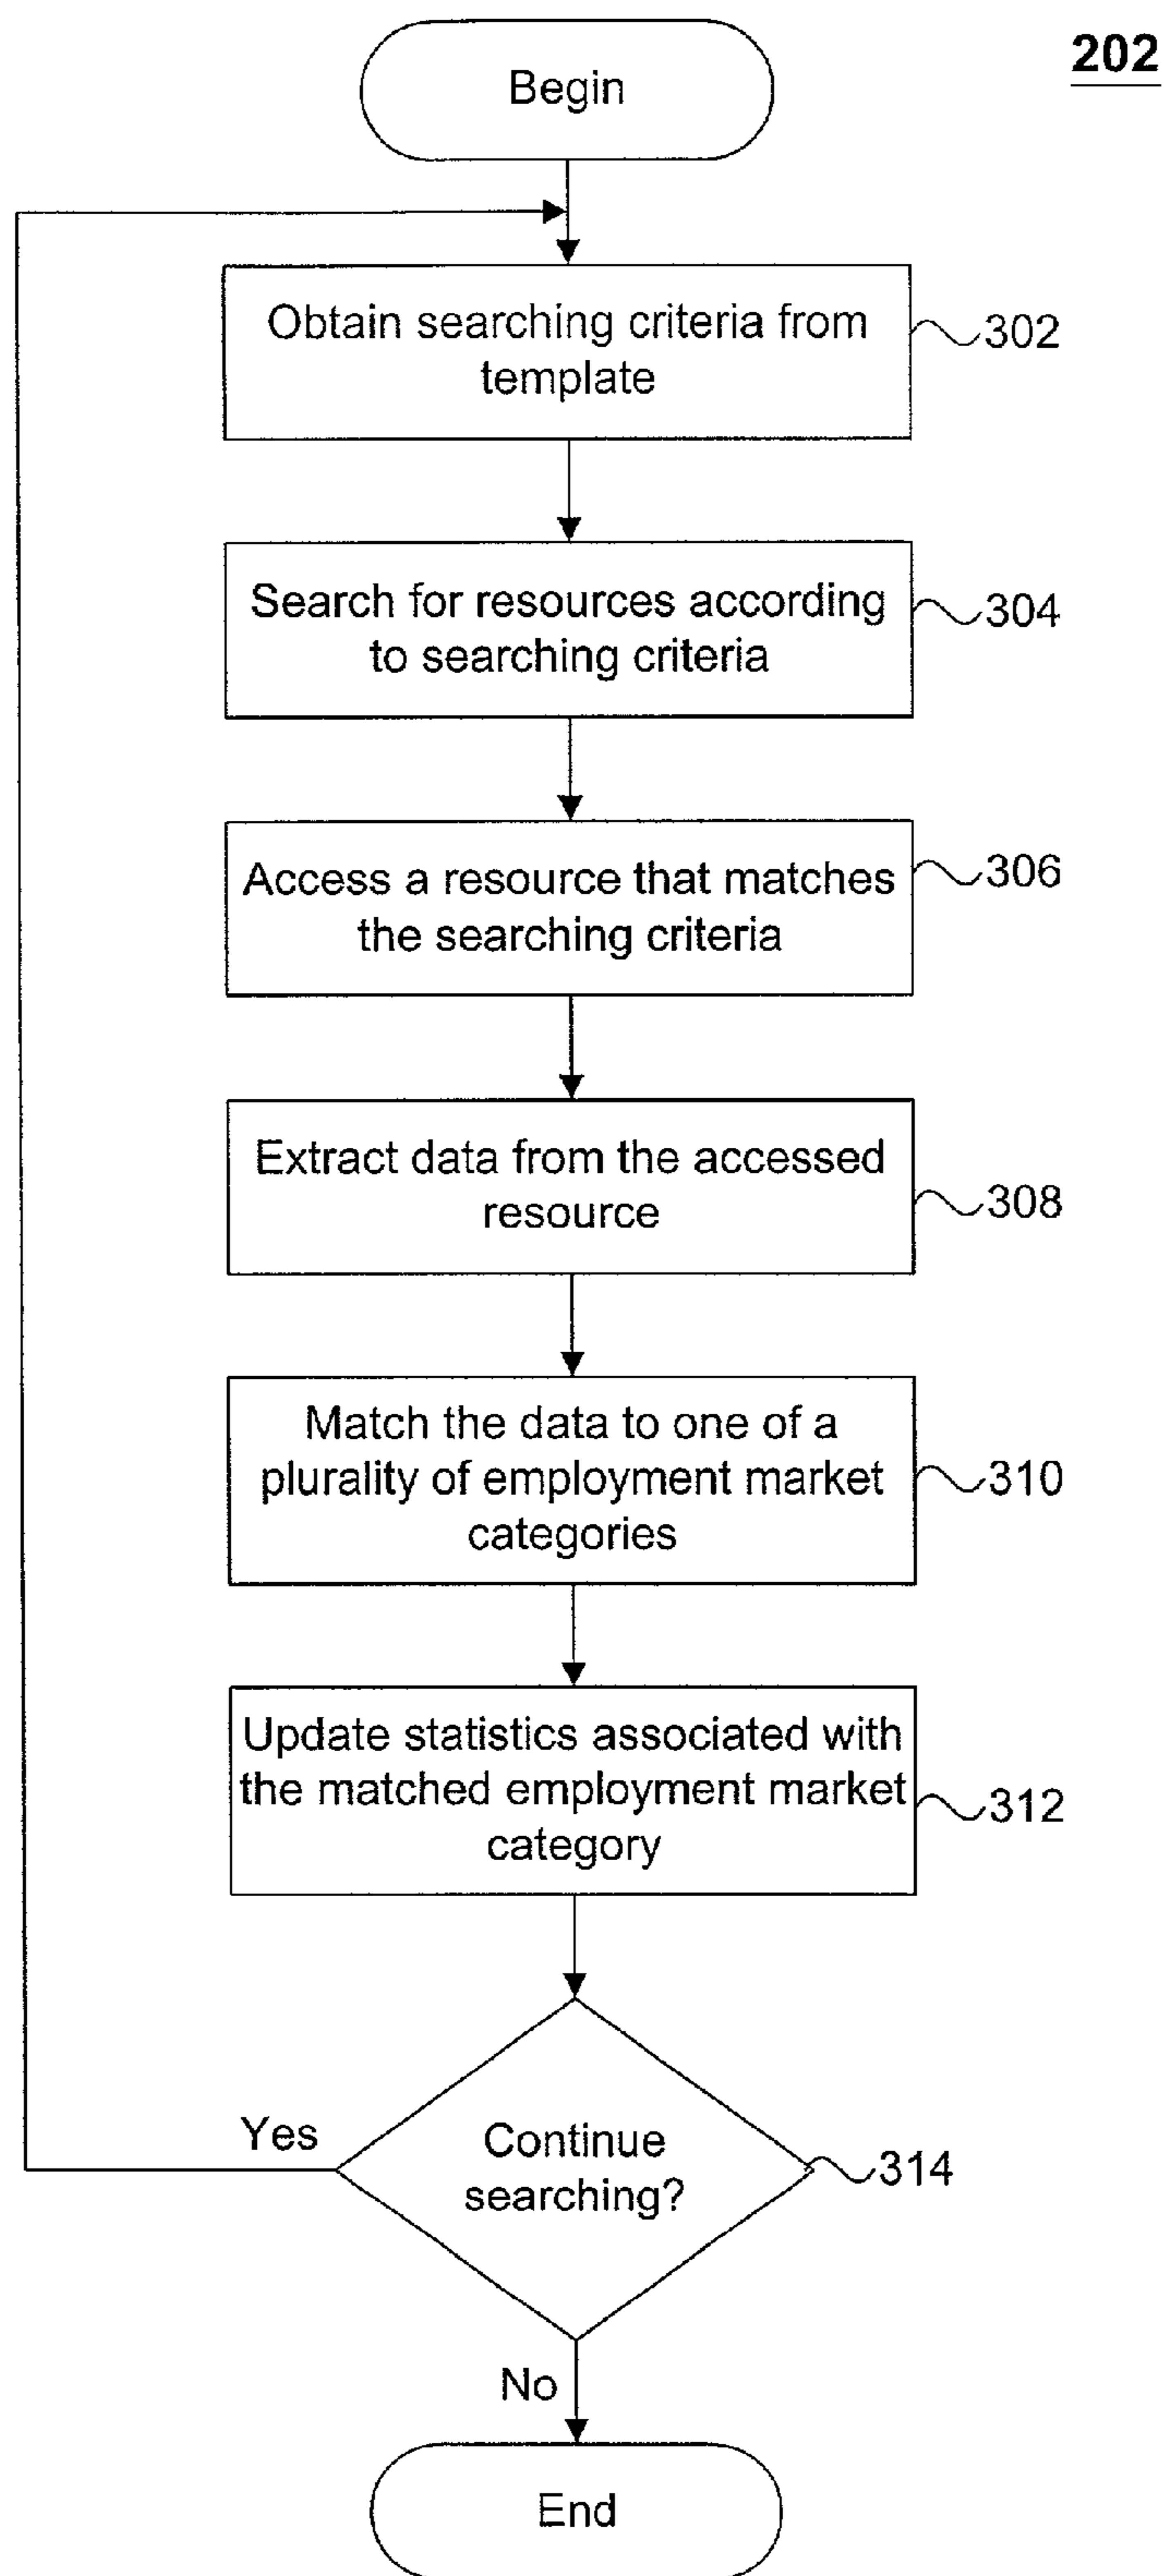 202
Begin
Obtain searching criteria from
template
302
Search for resources according
to searching criteria
304
Access a resource that matches
the searching criteria
306
Extract data from the accessed
resource
308
Match the data to one of a
plurality of employment market
categories
310
Update statistics associated with
the matched employment market
category
312
Continue
searching?
314
Yes
No
End